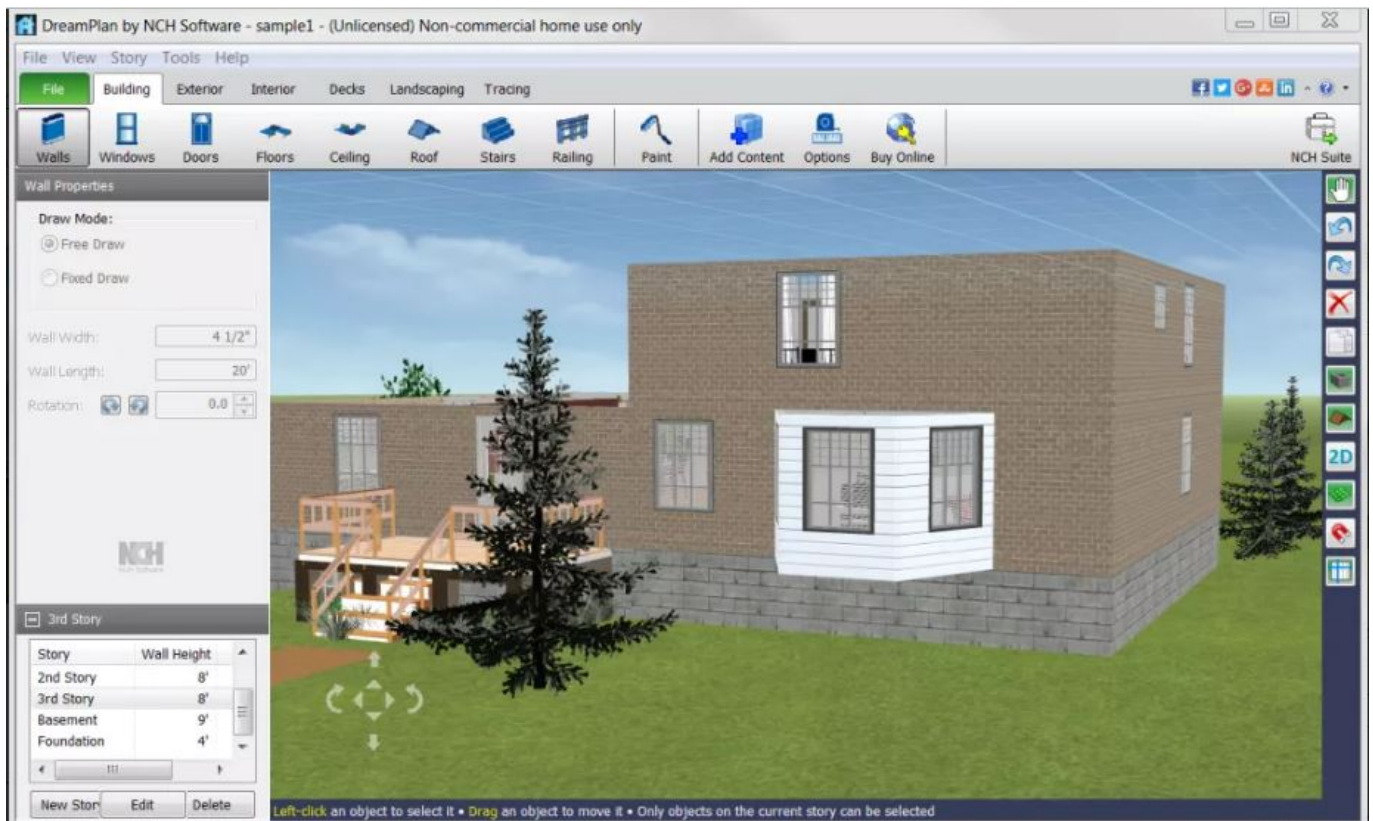 DreamPlan by NCH Software - sample1 - (Unlicensed) Non-commercial home use only
File View Story Tools Help
File Building Exterior Interior Decks Landscaping Tracing
Walls Windows Doors Floors Ceiling Roof Stairs Railing Paint Add Content Options Buy Online NCH Suite
Wall Properties
Draw Mode:
Free Draw
Fixed Draw
Wall Width: 4 1/2"
Wall Length: 20'
Rotation: 0.0
2D
NCH
3rd Story
Story Wall Height
2nd Story 8'
3rd Story 8'
Basement 9'
Foundation 4'
New Stor Edit Delete
Left-click an object to select it • Drag an object to move it • Only objects on the current story can be selected